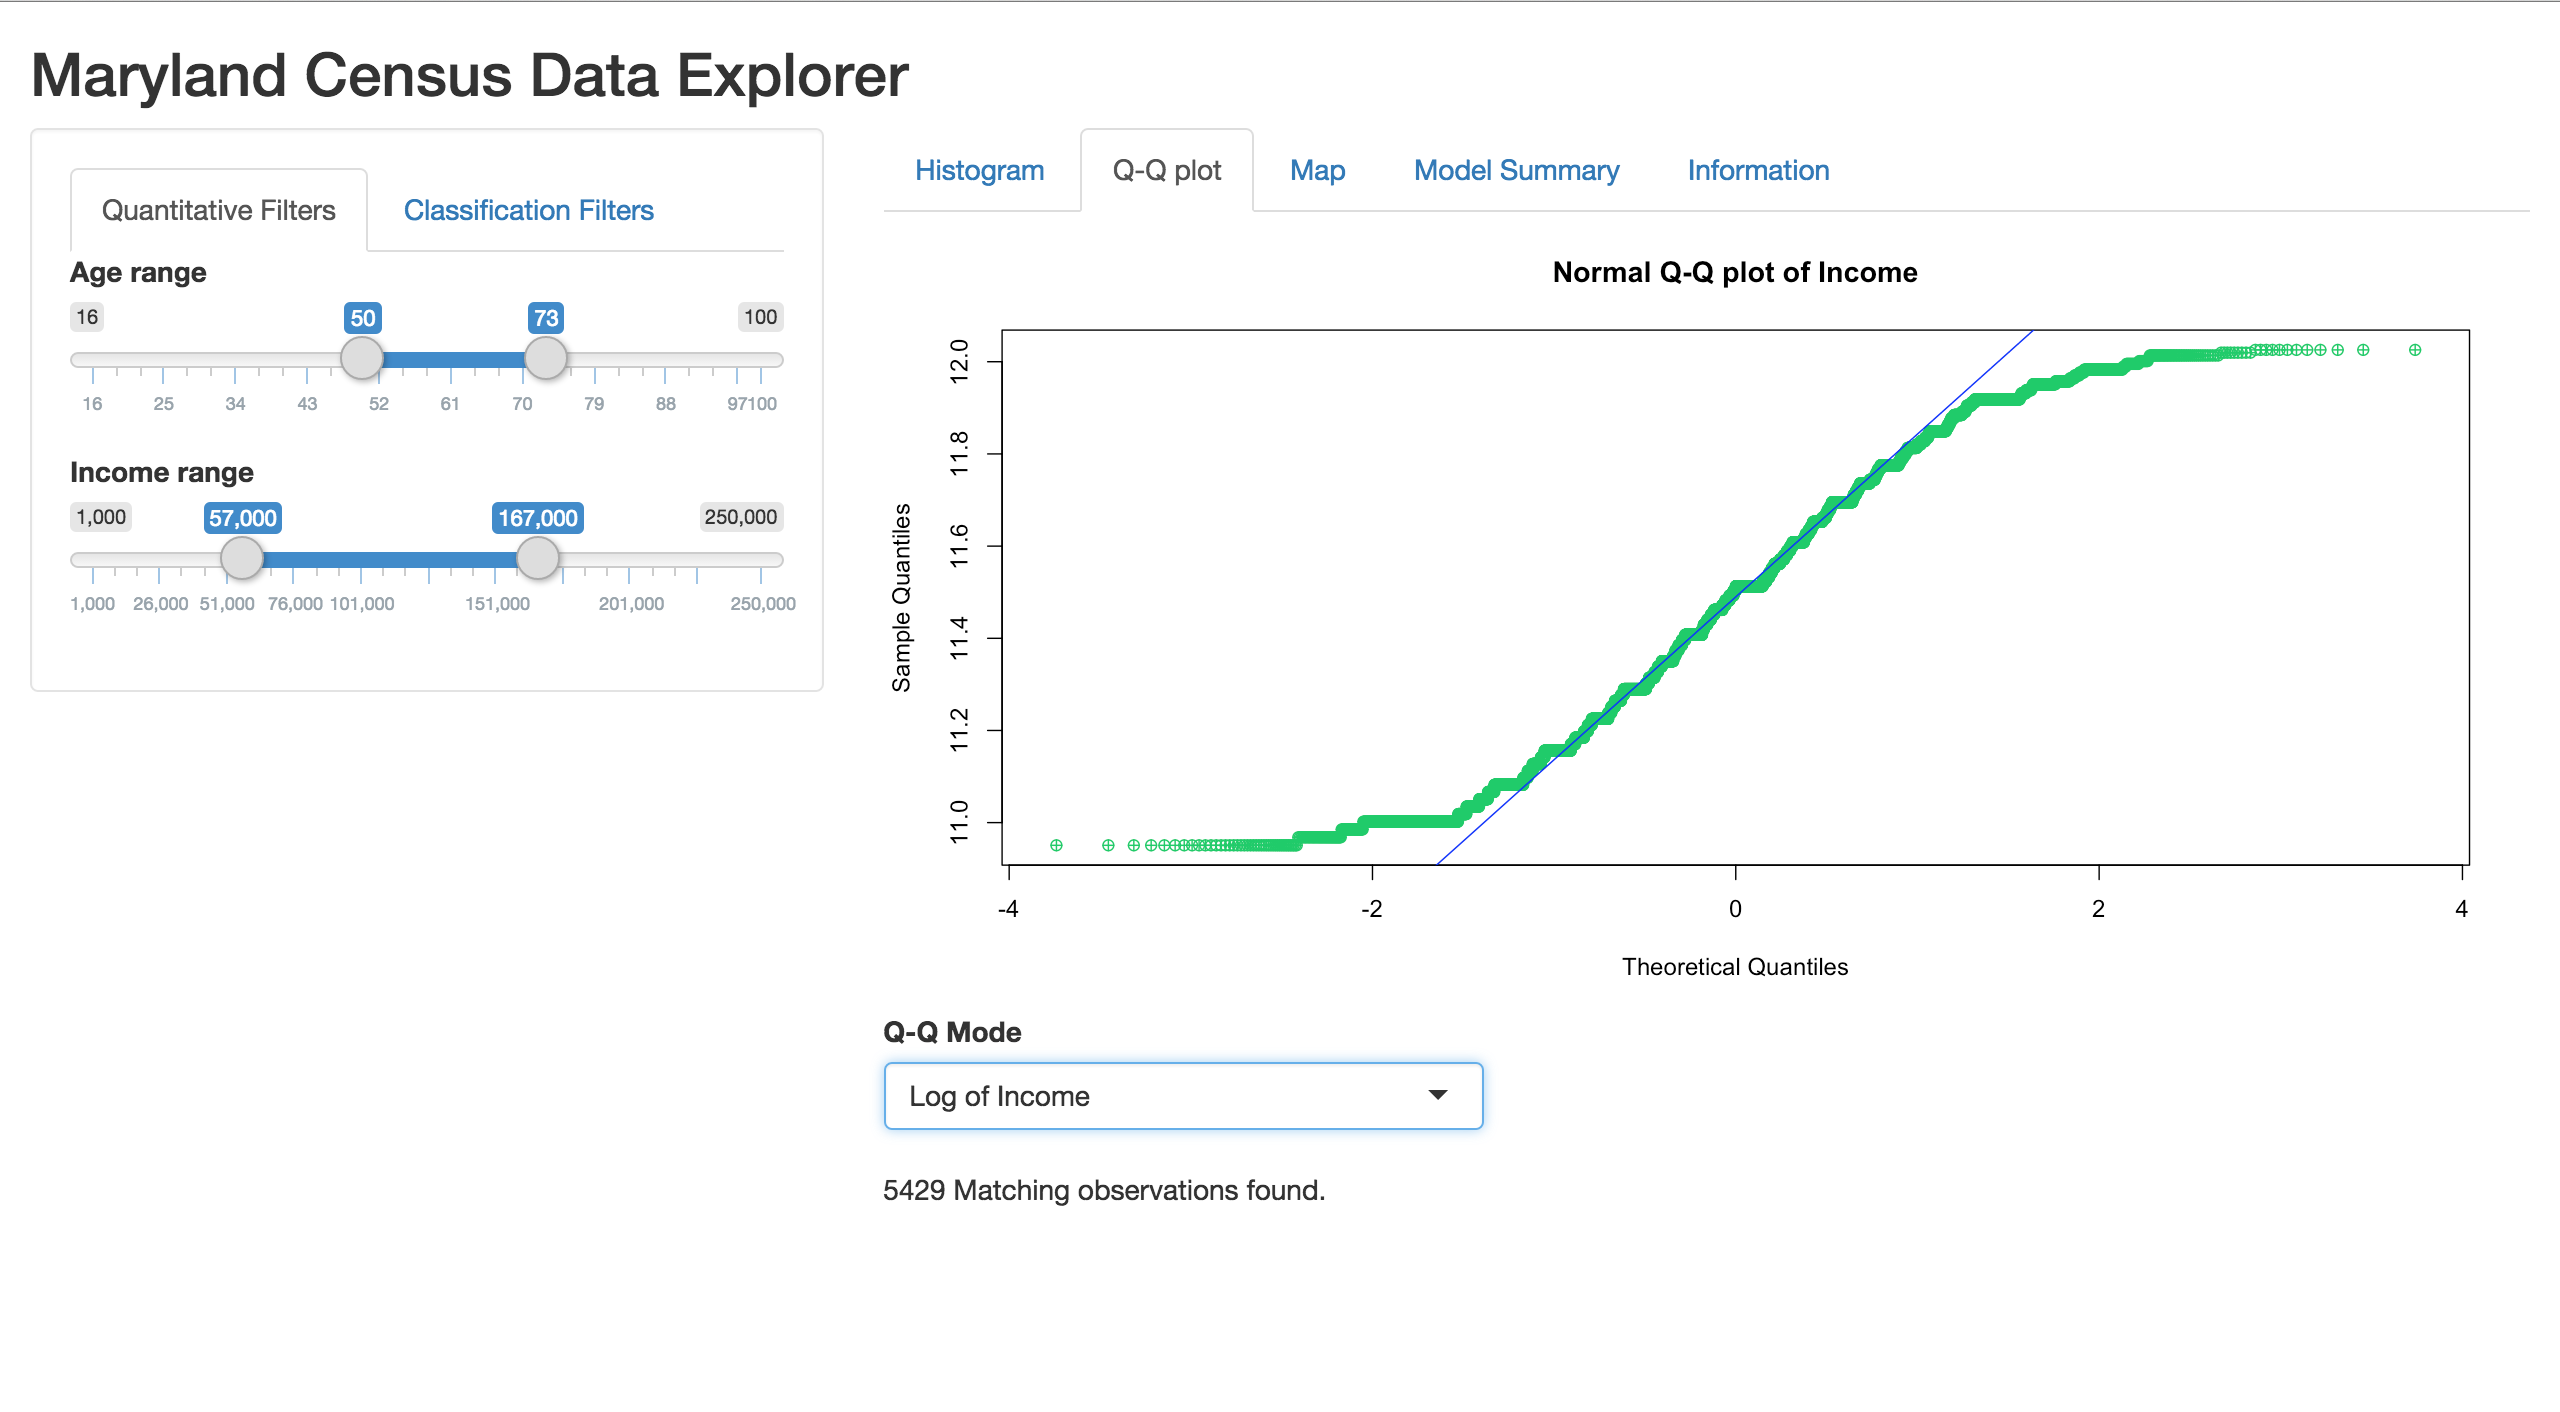 Maryland Census Data Explorer
Quantitative Filters
Classification Filters
Age range
16 50 73 100
16 25 34 43 52 61 70 79 88 97100
Income range
1,000 57,000 167,000 250,000
1,000 26,000 51,000 76,000 101,000 151,000 201,000 250,000
Histogram Q-Q plot Map Model Summary Information
Normal Q-Q plot of Income
Sample Quantiles
12.0
11.8
11.6
11.4
11.2
11.0
-4 -2 0 2 4
Theoretical Quantiles
Q-Q Mode
Log of Income
5429 Matching observations found.